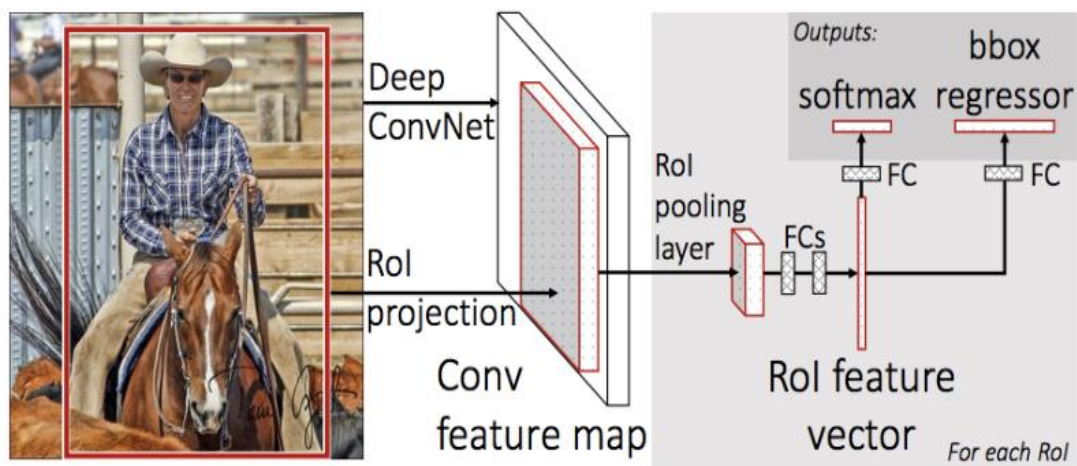 Deep
ConvNet
RoI
projection
Conv
feature map
RoI
pooling
layer
FCs
RoI feature
vector
Outputs:
softmax
bbox
regressor
FC
FC
For each RoI